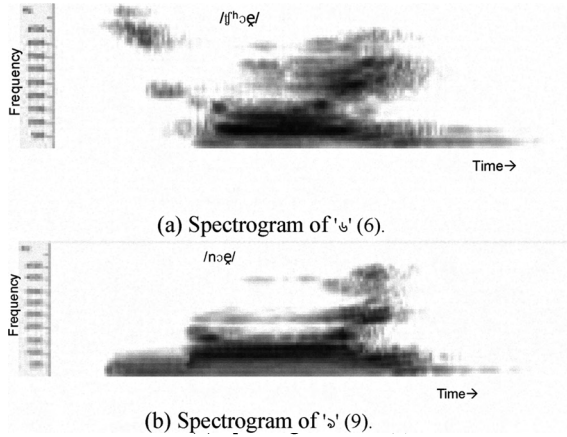 /ʧʰɔe̯/
Frequency
Time→
(a) Spectrogram of '৬' (6).
/nɔe̯/
Frequency
Time→
(b) Spectrogram of '৯' (9).